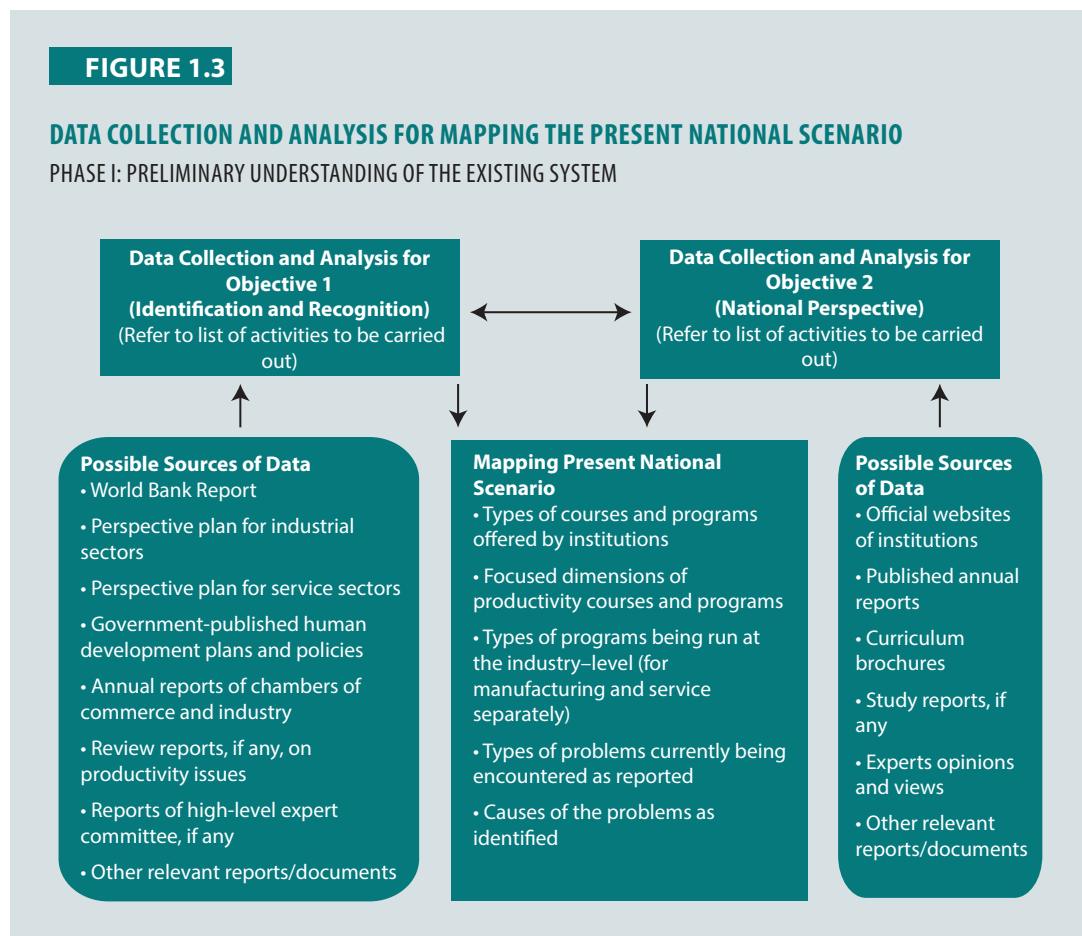 FIGURE 1.3
DATA COLLECTION AND ANALYSIS FOR MAPPING THE PRESENT NATIONAL SCENARIO
PHASE I: PRELIMINARY UNDERSTANDING OF THE EXISTING SYSTEM
Data Collection and Analysis for
Objective 1
(Identification and Recognition)
(Refer to list of activities to be carried
out)
Data Collection and Analysis for
Objective 2
(National Perspective)
(Refer to list of activities to be carried
out)
Possible Sources of Data
• World Bank Report
• Perspective plan for industrial
sectors
• Perspective plan for service sectors
• Government-published human
development plans and policies
• Annual reports of chambers of
commerce and industry
• Review reports, if any, on
productivity issues
• Reports of high-level expert
committee, if any
• Other relevant reports/documents
Mapping Present National
Scenario
• Types of courses and programs
offered by institutions
• Focused dimensions of
productivity courses and programs
• Types of programs being run at
the industry–level (for
manufacturing and service
separately)
• Types of problems currently being
encountered as reported
• Causes of the problems as
identified
Possible Sources
of Data
• Official websites
of institutions
• Published annual
reports
• Curriculum
brochures
• Study reports, if
any
• Experts opinions
and views
• Other relevant
reports/documents